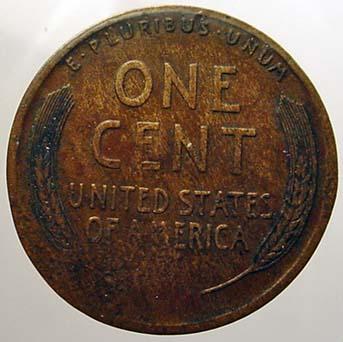 E·PLURIBUS·UNUM
ONE
CENT
UNITED STATES
OF AMERICA